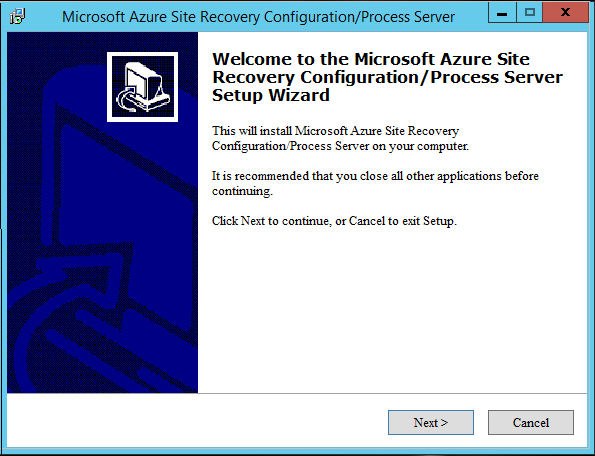 Microsoft Azure Site Recovery Configuration/Process Server
Welcome to the Microsoft Azure Site
Recovery Configuration/Process Server
Setup Wizard
This will install Microsoft Azure Site Recovery
Configuration/Process Server on your computer.
It is recommended that you close all other applications before
continuing.
Click Next to continue, or Cancel to exit Setup.
Next >
Cancel